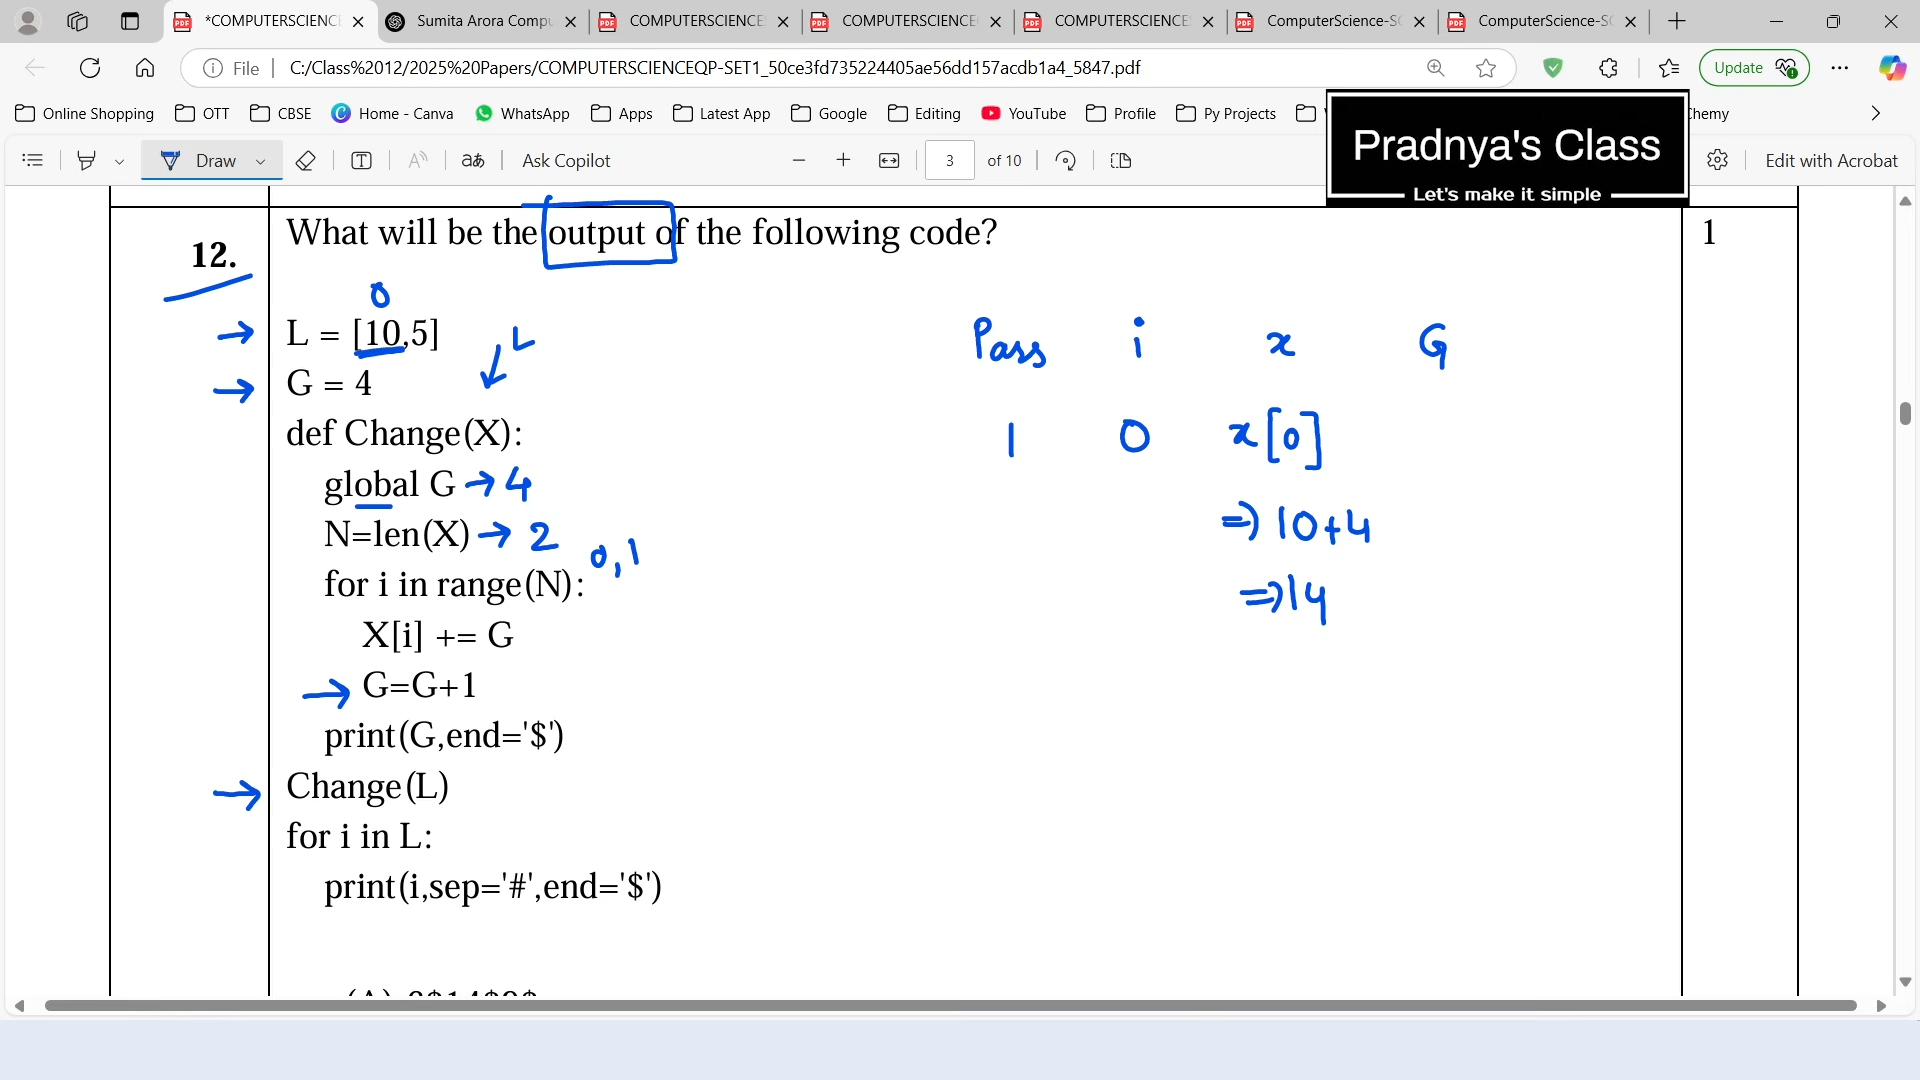 *COMPUTERSCIENCE
Sumita Arora Compu
COMPUTERSCIENCE
COMPUTERSCIENCE
COMPUTERSCIENCE
ComputerScience-SC
ComputerScience-SC
File
C:/Class%2012/2025%20Papers/COMPUTERSCIENCEQP-SET1_50ce3fd735224405ae56dd157acdb1a4_5847.pdf
Update
Online Shopping
OTT
CBSE
Home - Canva
WhatsApp
Apps
Latest App
Google
Editing
YouTube
Profile
Py Projects
Chemy
Draw
Ask Copilot
3
of 10
Edit with Acrobat
Pradnya's Class
Let's make it simple
12.
What will be the output of the following code?
1
0
L = [10,5]
L
G = 4
def Change(X):
global G → 4
N=len(X) → 2
0,1
for i in range(N):
X[i] += G
→ G=G+1
print(G,end='$')
→ Change(L)
for i in L:
print(i,sep='#',end='$')
Pass i x G
1 0 x[0]
⇒ 10+4
⇒ 14